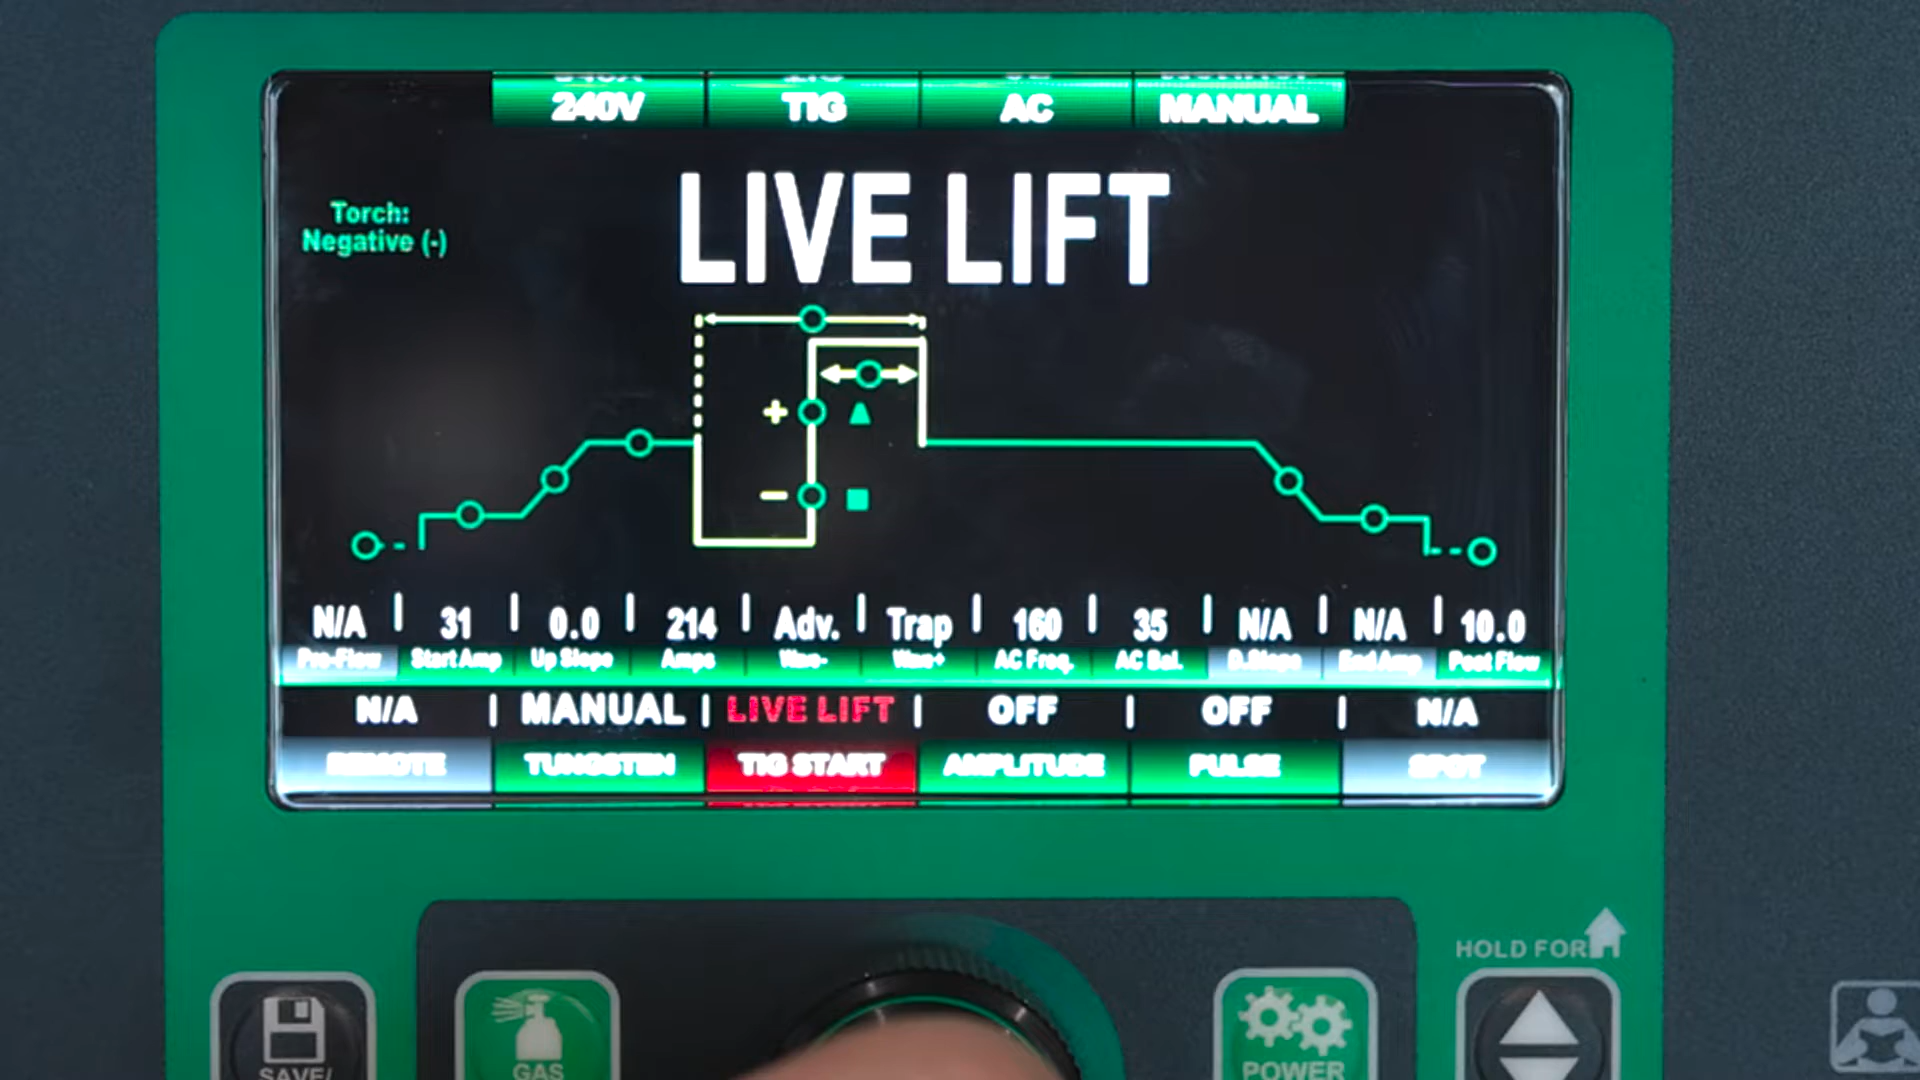 240V TIG AC MANUAL
LIVE LIFT
Torch:
Negative (-)
+
−
N/A | 31 | 0.0 | 214 | Adv. | Trap | 160 | 35 | N/A | N/A | 10.0
Pre-Flow Start Amp Up Slope Amps Wave- Wave+ AC Freq. AC Bal. D.Slope End Amp Post Flow
N/A | MANUAL | LIVE LIFT | OFF | OFF | N/A
REMOTE TUNGSTEN TIG START AMPLITUDE PULSE SPOT
HOLD FOR
SAVE/
GAS
POWER